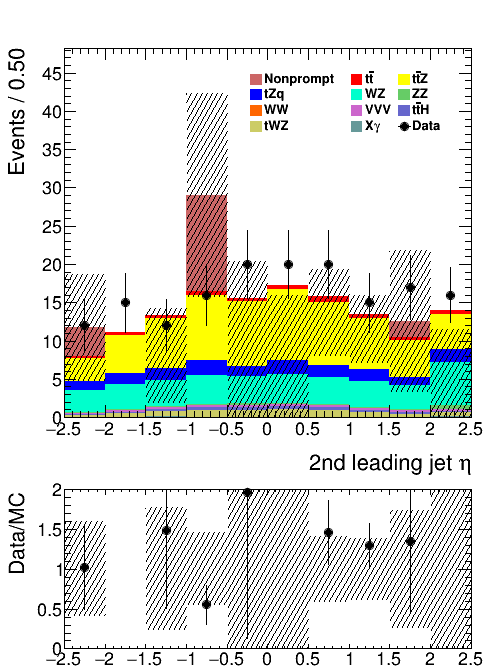 Events / 0.50
45
40
35
30
25
20
15
10
5
0
Nonprompt tt̄ tt̄Z
tZq WZ ZZ
WW VVV tt̄H
tWZ Xγ Data
−2.5 −2 −1.5 −1 −0.5 0 0.5 1 1.5 2 2.5
2nd leading jet η
Data/MC
2
1.5
1
0.5
0
−2.5 −2 −1.5 −1 −0.5 0 0.5 1 1.5 2 2.5